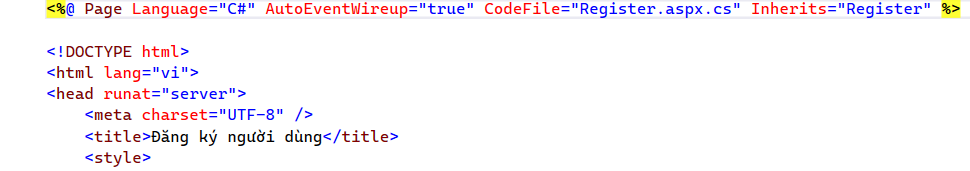 <%@ Page Language="C#" AutoEventWireup="true" CodeFile="Register.aspx.cs" Inherits="Register" %>
<!DOCTYPE html>
<html lang="vi">
<head runat="server">
<meta charset="UTF-8" />
<title>Đăng ký người dùng</title>
<style>